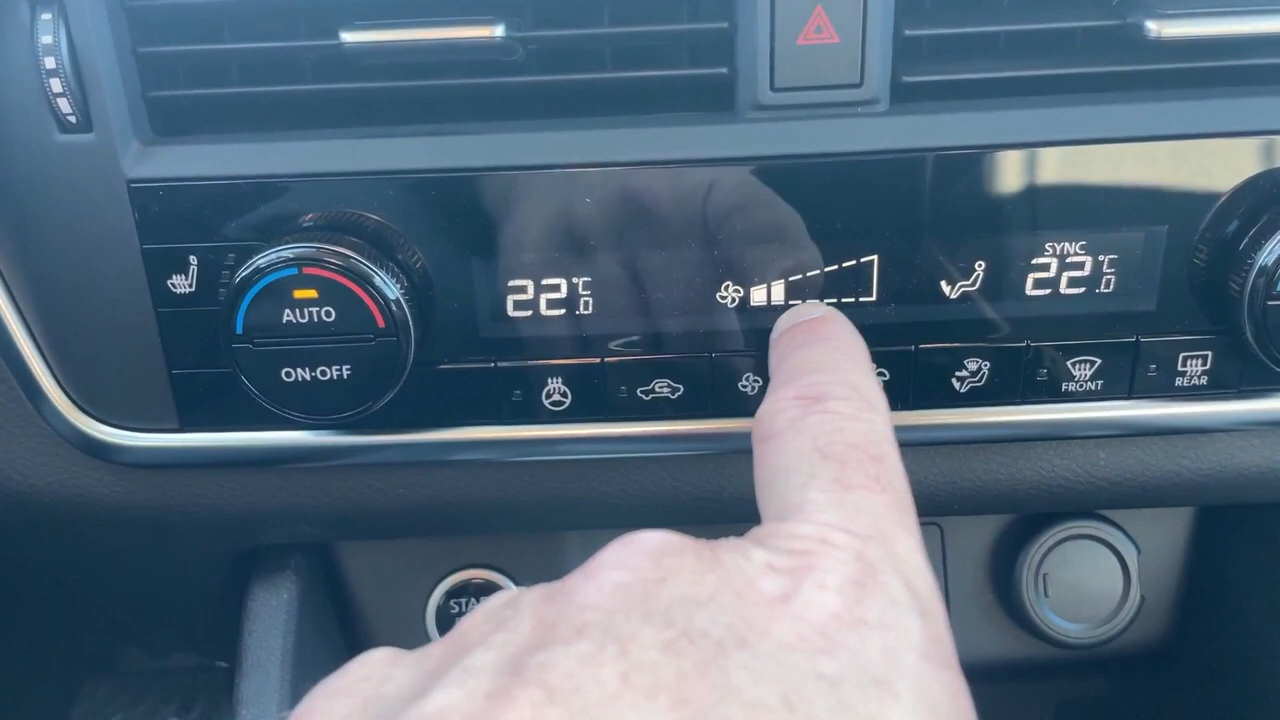 SYNC
22°C.0
22°C.0
AUTO
ON·OFF
FRONT
REAR